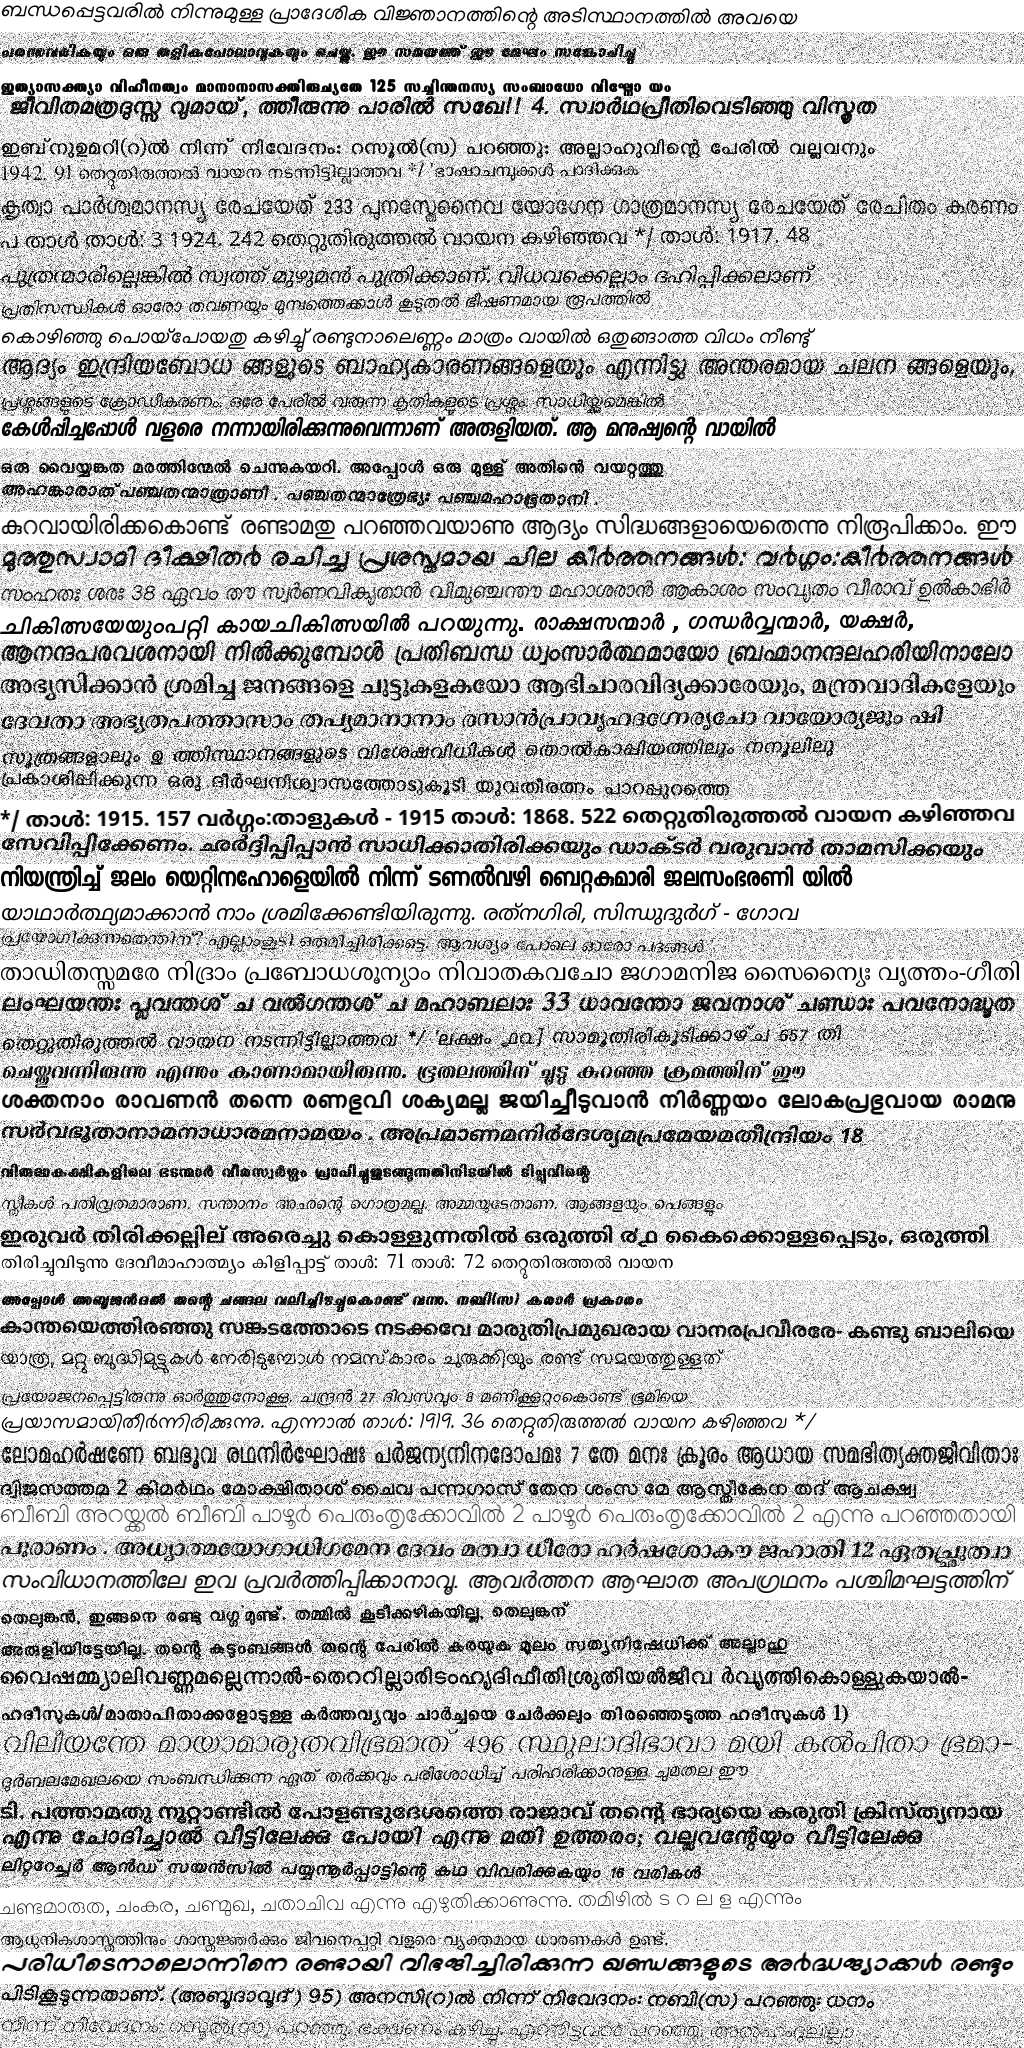 ബന്ധപ്പെട്ടവരിൽ നിന്നുമുള്ള പ്രാദേശിക വിജ്ഞാനത്തിന്റെ അടിസ്ഥാനത്തിൽ അവയെ
പരന്നവരികയും ഒരു തളികപോലാവുകയും ചെയ്തു. ഈ സമയത്ത് ഈ മേഘം സങ്കോചിച്ചു
ഇത്യാസക്ത്യാ വിഹീനത്വം മാനാനാസക്തിരുച്യതേ 125 സച്ചിന്തനസ്യ സംബാധോ വിഘ്നോ യം
ജീവിതമത്രദുസ്സ വൃമായ് , ത്തീരുന്നു പാരിൽ സഖേ!! 4. സ്വാർഥപ്രീതിവെടിഞ്ഞു വിസ്തൃത
ഇബ്നുഉമറി(റ)ൽ നിന്ന് നിവേദനം: റസൂൽ(സ) പറഞ്ഞു: അല്ലാഹുവിന്റെ പേരിൽ വല്ലവനും
1942. 91 തെറ്റുതിരുത്തൽ വായന നടന്നിട്ടില്ലാത്തവ */ 'ഭാഷാചമ്പുക്കൾ പാദിക്കുക
കൃത്വാ പാർശ്വമാനസ്യ രേചയേത് 233 പുനസ്തേനൈവ യോഗേന ഗാത്രമാനസ്യ രേചയേത് രേചിതം കരണം
പ താൾ താൾ: 3 1924. 242 തെറ്റുതിരുത്തൽ വായന കഴിഞ്ഞവ */ താൾ: 1917. 48
പുത്രന്മാരില്ലെങ്കിൽ സ്വത്ത് മുഴുമൻ പുത്രിക്കാണ്. വിധവക്കെല്ലാം ദഹിപ്പിക്കലാണ്
പ്രതിസന്ധികൾ ഓരോ തവണയും മുമ്പത്തെക്കാൾ കൂടുതൽ ഭീഷണമായ രൂപത്തിൽ
കൊഴിഞ്ഞു പൊയ്പോയതു കഴിച്ച് രണ്ടുനാലെണ്ണം മാത്രം വായിൽ ഒതുങ്ങാത്ത വിധം നീണ്ടു്
ആദ്യം ഇന്ദ്രിയബോധ ങ്ങളുടെ ബാഹ്യകാരണങ്ങളെയും എന്നിട്ടു അന്തരമായ ചലന ങ്ങളെയും,
പ്രശ്നങ്ങളുടെ ക്രോഡീകരണം. ഒരേ പേരിൽ വരുന്ന കൃതികളുടെ പ്രശ്നം. സാധിയ്ക്കുമെങ്കിൽ
കേൾപ്പിച്ചപ്പോൾ വളരെ നന്നായിരിക്കുന്നുവെന്നാണ് അരുളിയത്. ആ മനുഷ്യന്റെ വായിൽ
ഒരു വൈയ്യങ്കത മരത്തിന്മേൽ ചെന്നുകയറി. അപ്പോൾ ഒരു മുള്ള് അതിൻെ വയറ്റത്തു
അഹങ്കാരാത് പഞ്ചതന്മാത്രാണി . പഞ്ചതന്മാത്രേഭ്യഃ പഞ്ചമഹാഭൂതാനി .
കുറവായിരിക്കകൊണ്ട് രണ്ടാമതു പറഞ്ഞവയാണു ആദ്യം സിദ്ധങ്ങളായെതെന്നു നിരൂപിക്കാം. ഈ
മുത്തുസ്വാമി ദീക്ഷിതർ രചിച്ച പ്രശസ്തമായ ചില കീർത്തനങ്ങൾ: വർഗ്ഗം:കീർത്തനങ്ങൾ
സംഹതഃ ശരഃ 38 ഏവം തൗ സ്വർണവികൃതാൻ വിമുഞ്ചന്തൗ മഹാശരാൻ ആകാശം സംവൃതം വീരാവ് ഉൽകാഭിർ
ചികിത്സയേയുംപറ്റി കായചികിത്സയിൽ പറയുന്നു. രാക്ഷസന്മാർ , ഗന്ധർവ്വന്മാർ, യക്ഷർ,
ആനന്ദപരവശനായി നിൽക്കുമ്പോൾ പ്രതിബന്ധ ധ്വംസാർത്ഥമായോ ബ്രഹ്മാനന്ദലഹരിയിനാലോ
അഭ്യസിക്കാൻ ശ്രമിച്ച ജനങ്ങളെ ചുട്ടുകളകയോ ആഭിചാരവിദ്യക്കാരേയും, മന്ത്രവാദികളേയും
ദേവതാ അഭ്യത്രപത്താസാം തപ്യമാനാനാം രസാൻപ്രാവൃഹദഗ്നേരൃചോ വായോര്യജും ഷി
സൂത്രങ്ങളാലും ഉ ത്തിസ്ഥാനങ്ങളുടെ വിശേഷവിധികൾ തൊൽകാപ്പിയത്തിലും നന്നൂലിലു
പ്രകാശിപ്പിക്കുന്ന ഒരു ദീർഘനിശ്വാസത്തോടുകൂടി യുവതീരത്നം പാറപ്പുറത്തെ
*/ താൾ: 1915. 157 വർഗ്ഗം:താളുകൾ - 1915 താൾ: 1868. 522 തെറ്റുതിരുത്തൽ വായന കഴിഞ്ഞവ
സേവിപ്പിക്കേണം. ഛർദ്ദിപ്പിപ്പാൻ സാധിക്കാതിരിക്കയും ഡാക്ടർ വരുവാൻ താമസിക്കയും
നിയന്ത്രിച്ച് ജലം യെറ്റിനഹോളെയിൽ നിന്ന് ടണൽവഴി ബെറ്റകുമാരി ജലസംഭരണി യിൽ
യാഥാർത്ഥ്യമാക്കാൻ നാം ശ്രമിക്കേണ്ടിയിരുന്നു. രത്നഗിരി, സിന്ധുദുർഗ് - ഗോവ
പ്രയോഗിക്കുന്നതെന്തിന്? എല്ലാംകൂടി ഒരുമിച്ചിരിക്കട്ടെ. ആവശ്യം പോലെ ഓരോ പദങ്ങൾ
താഡിതസ്സമരേ നിദ്രാം പ്രബോധശൂന്യാം നിവാതകവചോ ജഗാമനിജ സൈന്യൈഃ വൃത്തം-ഗീതി
ലംഘയന്തഃ പ്ലവന്തശ് ച വൽഗന്തശ് ച മഹാബലാഃ 33 ധാവന്തോ ജവനാശ് ചണ്ഡാഃ പവനോദ്ധൂത
തെറ്റുതിരുത്തൽ വായന നടന്നിട്ടില്ലാത്തവ */ 'ലക്ഷം ൧൨] സാമൂതിരികൂടിക്കാഴ് ച 557 തി
ചെയ്തുവന്നിരുന്നു എന്നും കാണാമായിരുന്നു. ഭൂതലത്തിന് ചൂടു കുറഞ്ഞ ക്രമത്തിന് ഈ
ശക്തനാം രാവണൻ തന്നെ രണഭുവി ശക്യമല്ല ജയിച്ചീടുവാൻ നിർണ്ണയം ലോകപ്രഭുവായ രാമനു
സർവഭൂതാനാമനാധാരമനാമയം . അപ്രമാണമനിർദേശ്യമപ്രമേയമതീന്ദ്രിയം 18
വിരുദ്ധകക്ഷികളിലെ ഭടന്മാർ വീരസ്വർഗ്ഗം പ്രാപിച്ചുതുടങ്ങുന്നതിനിടയിൽ ടിപ്പുവിന്റെ
സ്ത്രീകൾ പതിവ്രതമാരാണ. സന്താനം അഛന്റെ ഗൊത്രമല്ല. അമ്മയുടേതാണ. ആങ്ങളയും പെങ്ങളും
ഇരുവർ തിരിക്കല്ലില് അരെച്ചു കൊള്ളുന്നതിൽ ഒരുത്തി ൪൧ കൈക്കൊള്ളപ്പെടും, ഒരുത്തി
തിരിച്ചുവിടുന്നു ദേവീമാഹാത്മ്യം കിളിപ്പാട്ട് താൾ: 71 താൾ: 72 തെറ്റുതിരുത്തൽ വായന
അപ്പോൾ അബൂജൻദൽ തന്റെ ചങ്ങല വലിച്ചിഴച്ചുകൊണ്ട് വന്നു. നബി(സ) കരാർ പ്രകാരം
കാന്തയെത്തിരഞ്ഞു സങ്കടത്തോടെ നടക്കവേ മാരുതിപ്രമുഖരായ വാനരപ്രവീരരേ- കണ്ടു ബാലിയെ
യാത്ര, മറ്റു ബുദ്ധിമുട്ടുകൾ നേരിടുമ്പോൾ നമസ്കാരം ചുരുക്കിയും രണ്ട് സമയത്തുള്ളത്
പ്രയോജനപ്പെട്ടിരുന്നു ഓർത്തുനോക്കൂ. ചന്ദ്രൻ 27 ദിവസവും 8 മണിക്കൂറുംകൊണ്ട് ഭൂമിയെ
പ്രയാസമായിതീർന്നിരിക്കുന്നു. എന്നാൽ താൾ: 1919. 36 തെറ്റുതിരുത്തൽ വായന കഴിഞ്ഞവ */
ലോമഹർഷണേ ബഭൂവ രഥനിർഘോഷഃ പർജന്യനിനദോപമഃ 7 തേ മനഃ ക്രൂരം ആധായ സമഭിത്യക്തജീവിതാഃ
ദ്വിജസത്തമ 2 കിമർഥം മോക്ഷിതാശ് ചൈവ പന്നഗാസ് തേന ശംസ മേ ആസ്തീകേന തദ് ആചക്ഷ്വ
ബീബി അറയ്ക്കൽ ബീബി പാഴൂർ പെരുംതൃക്കോവിൽ 2 പാഴൂർ പെരുംതൃക്കോവിൽ 2 എന്നു പറഞ്ഞതായി
പുരാണം . അധ്യാത്മയോഗാധിഗമേന ദേവം മത്വാ ധീരോ ഹർഷശോകൗ ജഹാതി 12 ഏതച്ഛ്രുത്വാ
സംവിധാനത്തിലേ ഇവ പ്രവർത്തിപ്പിക്കാനാവൂ. ആവർത്തന ആഘാത അപഗ്രഥനം പശ്ചിമഘട്ടത്തിന്
തെലുങ്കൻ, ഇങ്ങനെ രണ്ടു വഗ്ഗമുണ്ട്. തമ്മിൽ കൂടിക്കഴികയില്ല, തെലുങ്കന്
അരുളിയിട്ടേയില്ല. തന്റെ കുടുംബങ്ങൾ തന്റെ പേരിൽ കരയുക മൂലം സത്യനിഷേധിക്ക് അല്ലാഹു
വൈഷമ്മ്യാലിവണ്ണമല്ലെന്നാൽ-തെററില്ലാരിടംഹൃദിഫീതിശ്രുതിയൽജീവ ർവൃത്തികൊള്ളുകയാൽ-
ഹദീസുകൾ/മാതാപിതാക്കളോടുള്ള കർത്തവ്യവും ചാർച്ചയെ ചേർക്കലും തിരഞ്ഞെടുത്ത ഹദീസുകൾ 1)
വിലീയന്തേ മായാമാരുതവിഭ്രമാത് 496 സ്ഥുലാദിഭാവാ മയി കൽപിതാ ഭ്രമാ-
ദുർബലമേഖലയെ സംബന്ധിക്കുന്ന ഏത് തർക്കവും പരിശോധിച്ച് പരിഹരിക്കാനുള്ള ചുമതല ഈ
ടി. പത്താമതു നൂറ്റാണ്ടിൽ പോളണ്ടുദേശത്തെ രാജാവ് തന്റെ ഭാര്യയെ കരുതി ക്രിസ്ത്യനായ
എന്നു ചോദിച്ചാൽ വീട്ടിലേക്കു പോയി എന്നു മതി ഉത്തരം; വല്ലവന്റേയും വീട്ടിലേക്കു
ലിറ്ററേച്ചർ ആൻഡ് സയൻസിൽ പയ്യന്നൂർപ്പാട്ടിന്റെ കഥ വിവരിക്കുകയും 16 വരികൾ
ചണ്ടമാരുത, ചംകര, ചണ്മുഖ, ചതാചിവ എന്നു എഴുതിക്കാണുന്നു. തമിഴിൽ ട റ ല ള എന്നും
ആധുനികശാസ്ത്രത്തിനും ശാസ്ത്രജ്ഞർക്കും ജീവനെപ്പറ്റി വളരെ വ്യക്തമായ ധാരണകൾ ഉണ്ട്.
പരിധിടെനാലൊന്നിനെ രണ്ടായി വിഭജിച്ചിരിക്കുന്ന ഖണ്ഡങ്ങളുടെ അർദ്ധജ്യാക്കൾ രണ്ടും
പിടികൂടുന്നതാണ്. (അബൂദാവൂദ് ) 95) അനസി(റ)ൽ നിന്ന് നിവേദനം: നബി(സ) പറഞ്ഞു: ധനം
നിന്ന് നിവേദനം: റസൂൽ(സ) പറഞ്ഞു: ഭക്ഷണം കഴിച്ചു എന്നിട്ടവൻ പറഞ്ഞു അൽഹംദുലില്ലാ